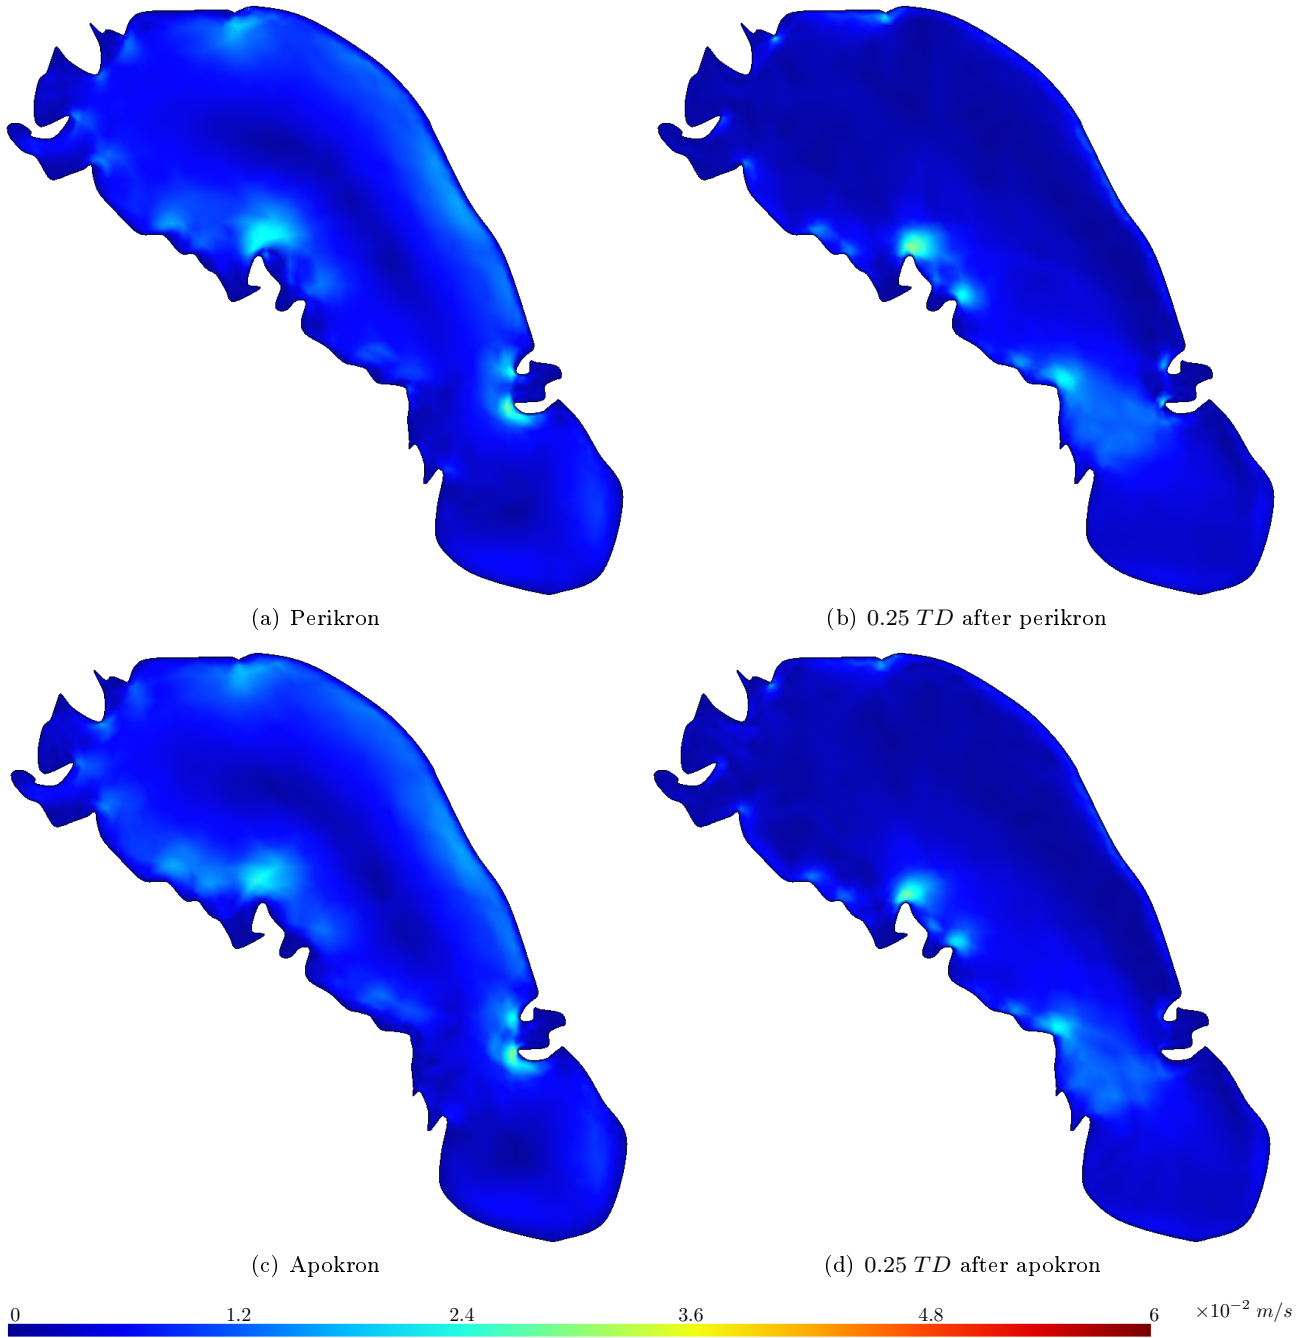 (a) Perikron
(b) 0.25 TD after perikron
(c) Apokron
(d) 0.25 TD after apokron
0 1.2 2.4 3.6 4.8 6 ×10⁻² m/s